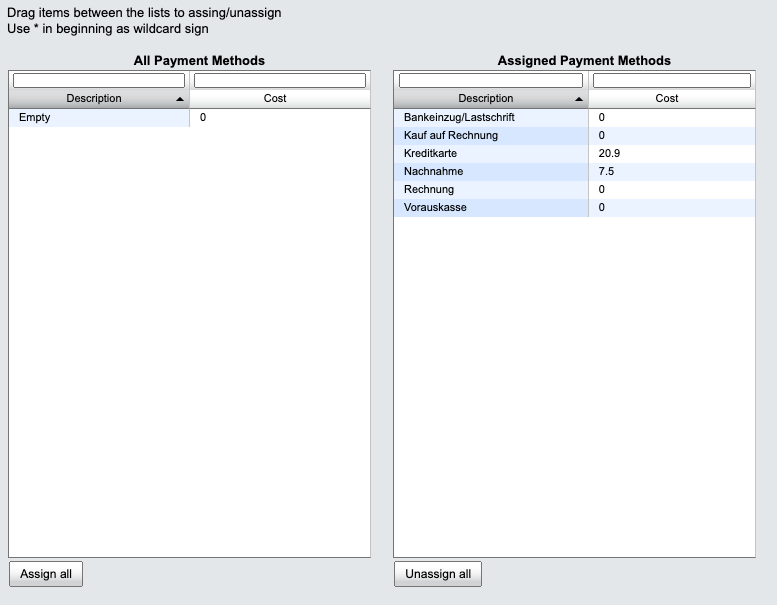 Drag items between the lists to assing/unassign
Use * in beginning as wildcard sign
All Payment Methods
Description Cost
Empty 0
Assign all
Assigned Payment Methods
Description Cost
Bankeinzug/Lastschrift 0
Kauf auf Rechnung 0
Kreditkarte 20.9
Nachnahme 7.5
Rechnung 0
Vorauskasse 0
Unassign all